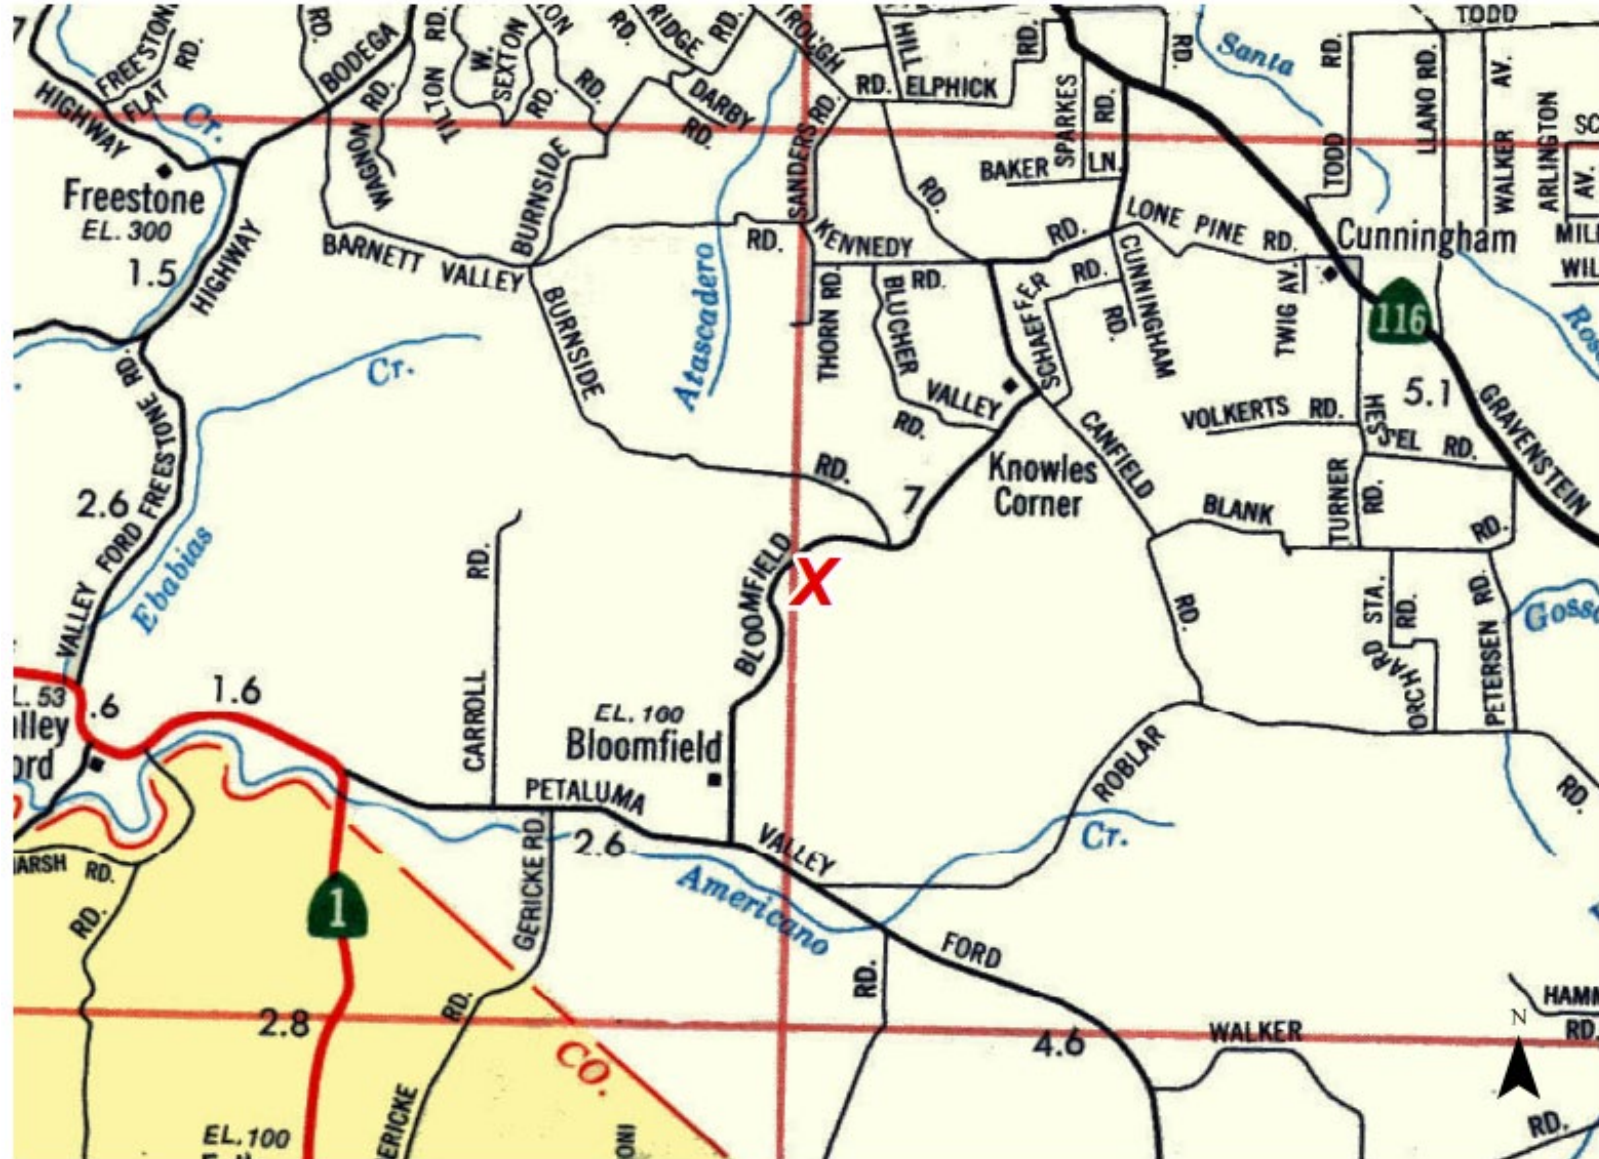 TODD
FREESTONE
FLAT
RD.
HIGHWAY
Cr.
RD.
BODEGA
WAGNON
RD.
TILTON
RD.
W.
SEXTON
RD.
RD.
RIDGE
RD.
RD.
DARBY
RD.
TROUGH
RD.
HILL
ELPHICK
RD.
RD.
Santa
RD.
TODD
LLANO RD.
WALKER
AV.
ARLINGTON
AV.
SPARKES
RD.
BAKER
LN.
SANDERS
RD.
Freestone
EL. 300
1.5
HIGHWAY
BARNETT
VALLEY
BURNSIDE
RD.
KENNEDY
RD.
RD.
RD.
LONE PINE
RD.
Cunningham
Atascadero
THORN
RD.
BLUCHER
RD.
SCHAEFFER
RD.
CUNNINGHAM
RD.
TWIG
AV.
116
5.1
GRAVENSTEIN
VALLEY FORD FREESTONE RD.
Cr.
BURNSIDE
RD.
VALLEY
Knowles
Corner
CANFIELD
RD.
VOLKERTS
RD.
HESSEL
RD.
TURNER
RD.
BLANK
RD.
2.6
Ebabias
7
BLOOMFIELD
X
CARROLL
RD.
ORCHARD
STA.
RD.
PETERSEN
RD.
EL. 100
Bloomfield
.6
1.6
PETALUMA
VALLEY
FORD
2.6
ROBLAR
RD.
Cr.
Americano
GERICKE
RD.
RD.
RD.
RD.
1
2.8
CO.
RD.
4.6
WALKER
N
RD.
RD.
EL. 100